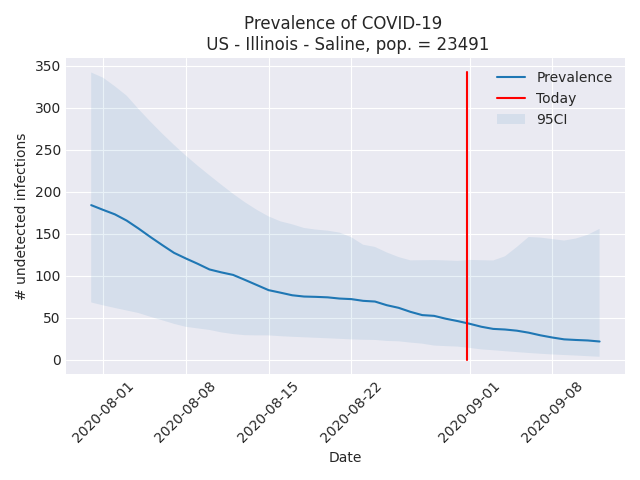 Prevalence of COVID-19
US - Illinois - Saline, pop. = 23491
Prevalence
Today
95CI
# undetected infections
350
300
250
200
150
100
50
0
2020-08-01
2020-08-08
2020-08-15
2020-08-22
2020-09-01
2020-09-08
Date